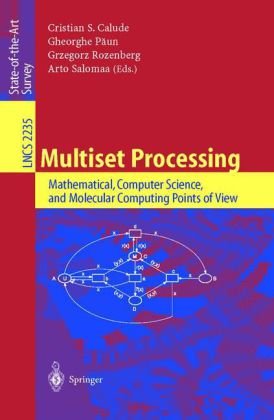 Cristian S. Calude
Gheorghe Păun
Grzegorz Rozenberg
Arto Salomaa (Eds.)
State-of-the-Art
Survey
LNCS 2235
Multiset Processing
Mathematical, Computer Science,
and Molecular Computing Points of View
Springer